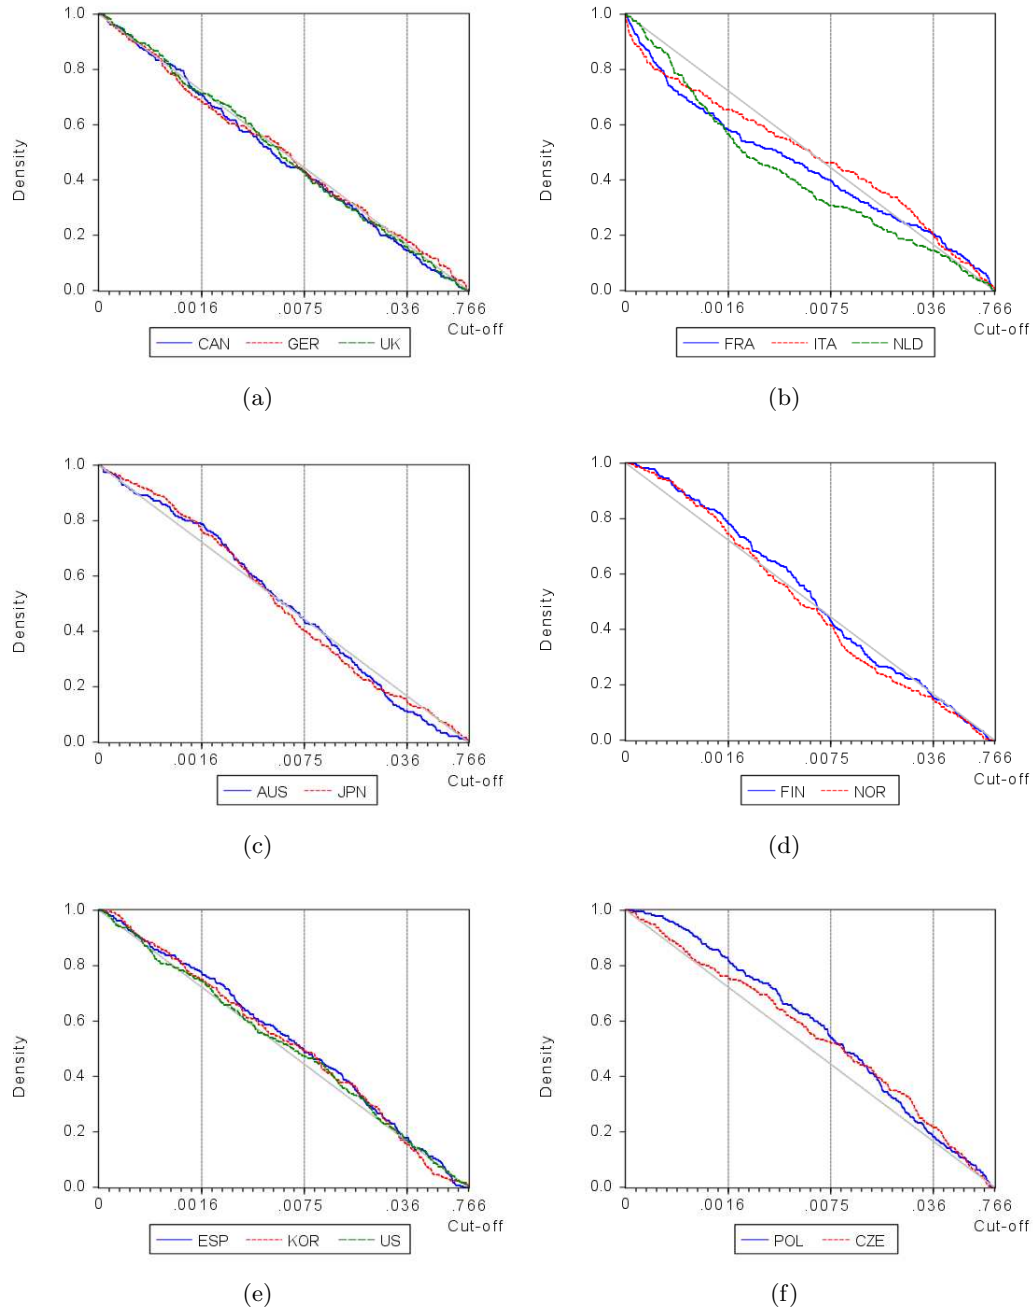 1.0 1.0
0.8 0.8
Density 0.6 Density 0.6
0.4 0.4
0.2 0.2
0.0 0.0
0 .0016 .0075 .036 .766 0 .0016 .0075 .036 .766
Cut-off Cut-off
CAN GER UK FRA ITA NLD
(a) (b)
1.0 1.0
0.8 0.8
Density 0.6 Density 0.6
0.4 0.4
0.2 0.2
0.0 0.0
0 .0016 .0075 .036 .766 0 .0016 .0075 .036 .766
Cut-off Cut-off
AUS JPN FIN NOR
(c) (d)
1.0 1.0
0.8 0.8
Density 0.6 Density 0.6
0.4 0.4
0.2 0.2
0.0 0.0
0 .0016 .0075 .036 .766 0 .0016 .0075 .036 .766
Cut-off Cut-off
ESP KOR US POL CZE
(e) (f)